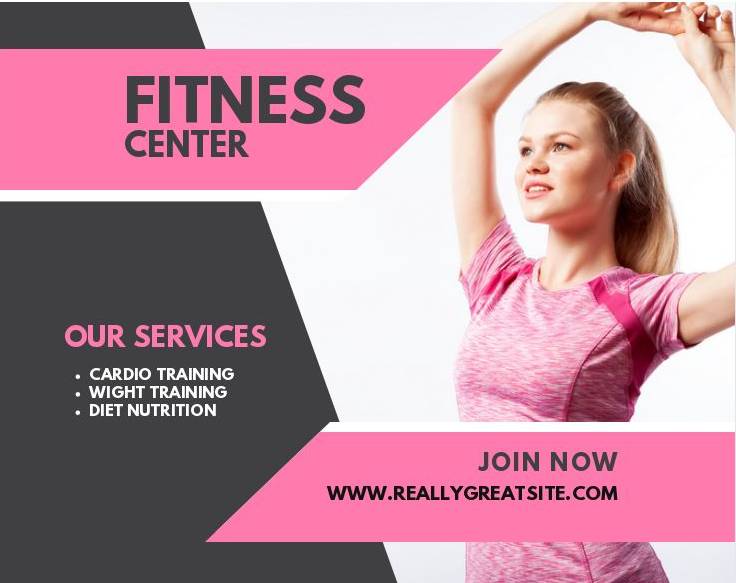 FITNESS
CENTER
OUR SERVICES
• CARDIO TRAINING
• WIGHT TRAINING
• DIET NUTRITION
JOIN NOW
WWW.REALLYGREATSITE.COM